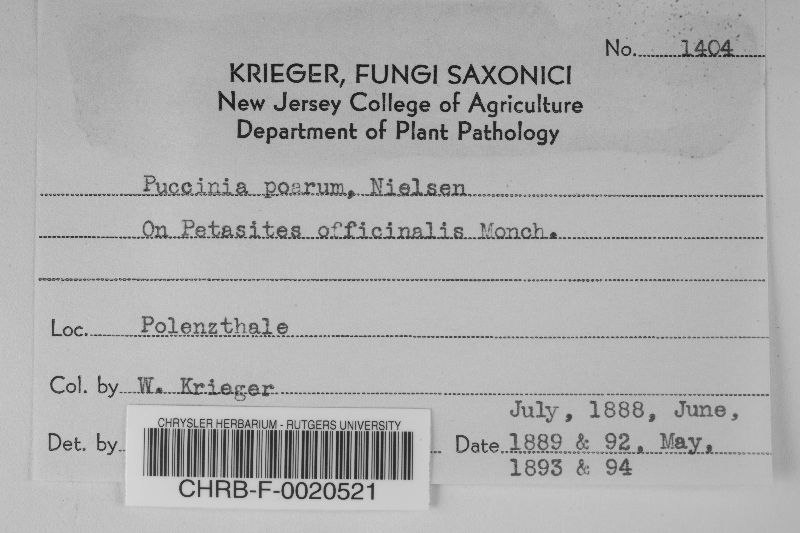 No. 1404
KRIEGER, FUNGI SAXONICI
New Jersey College of Agriculture
Department of Plant Pathology
Puccinia poarum, Nielsen
On Petasites officinalis Monch.
Loc. Polenzthale
Col. by W. Krieger
Det. by
Date July, 1888, June,
1889 & 92, May,
1893 & 94
CHRYSLER HERBARIUM - RUTGERS UNIVERSITY
CHRB-F-0020521